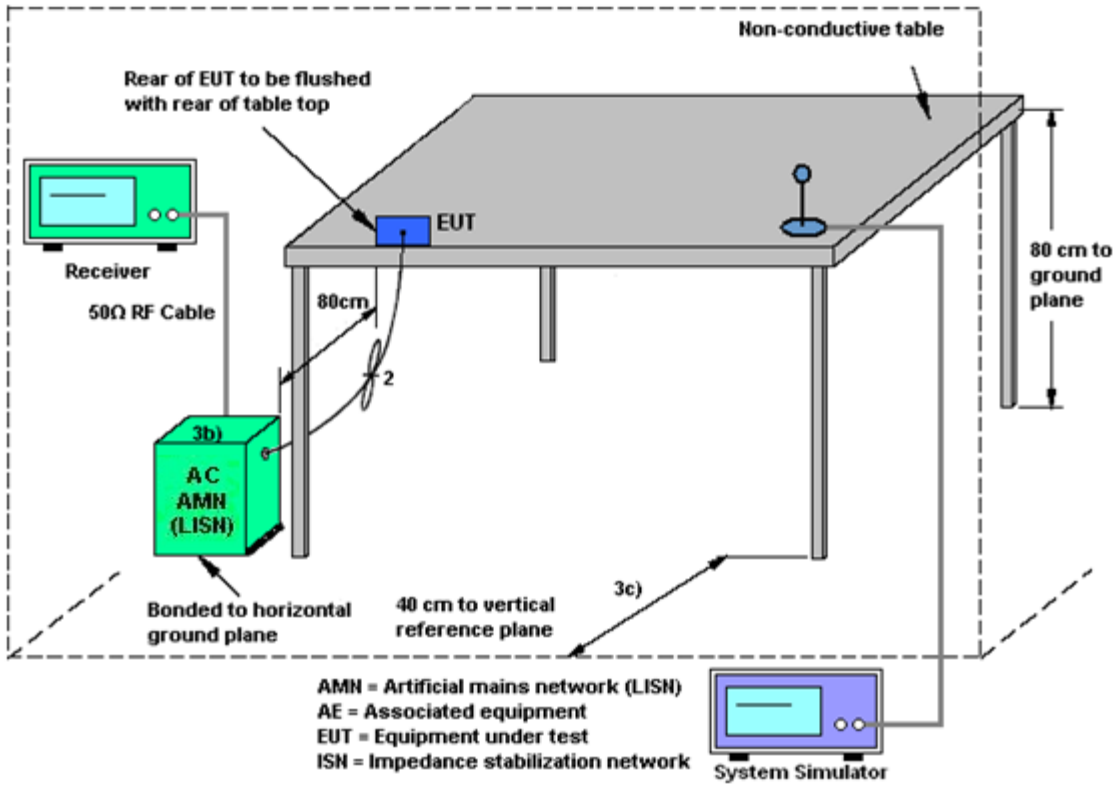 Non-conductive table
Rear of EUT to be flushed
with rear of table top
EUT
Receiver
80 cm to
ground
plane
80cm
50Ω RF Cable
2
3b)
AC
AMN
(LISN)
3c)
Bonded to horizontal
ground plane
40 cm to vertical
reference plane
AMN = Artificial mains network (LISN)
AE = Associated equipment
EUT = Equipment under test
ISN = Impedance stabilization network
System Simulator